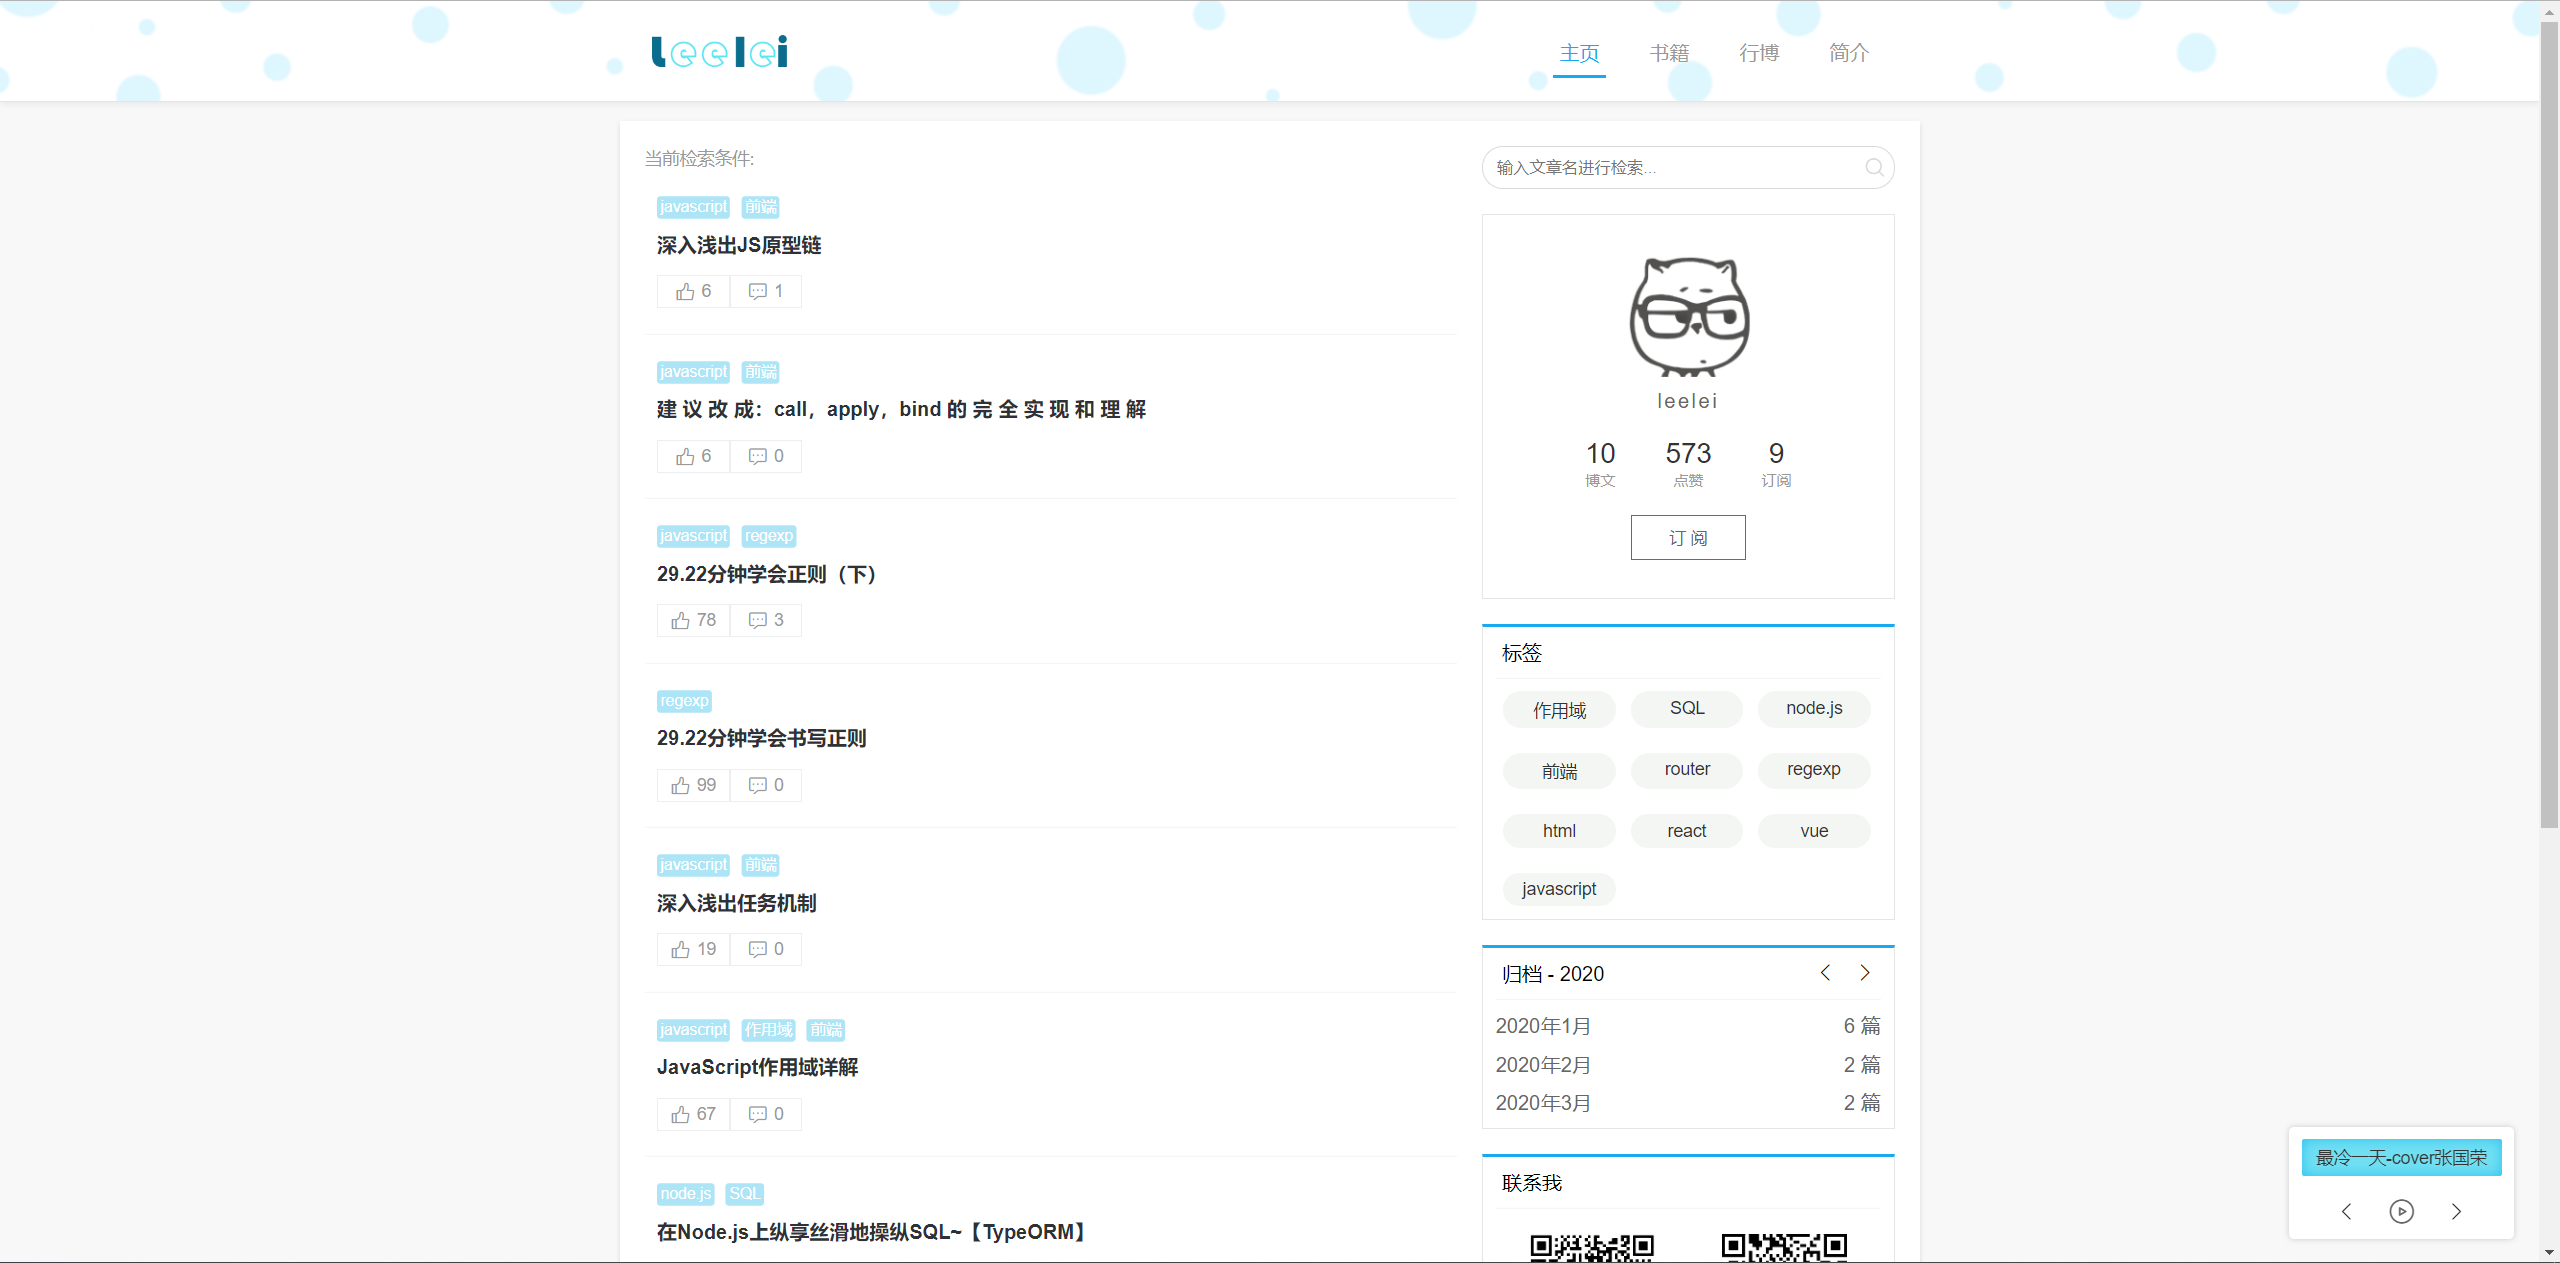 leelei
主页 书籍 行博 简介
当前检索条件:
javascript 前端
深入浅出JS原型链
6 1
javascript 前端
建 议 改 成：call，apply，bind 的 完 全 实 现 和 理 解
6 0
javascript regexp
29.22分钟学会正则（下）
78 3
regexp
29.22分钟学会书写正则
99 0
javascript 前端
深入浅出任务机制
19 0
javascript 作用域 前端
JavaScript作用域详解
67 0
node.js SQL
在Node.js上纵享丝滑地操纵SQL~【TypeORM】
输入文章名进行检索...
leelei
10 573 9
博文 点赞 订阅
订 阅
标签
作用域 SQL node.js
前端 router regexp
html react vue
javascript
归档 - 2020
2020年1月 6 篇
2020年2月 2 篇
2020年3月 2 篇
联系我
最冷一天-cover张国荣